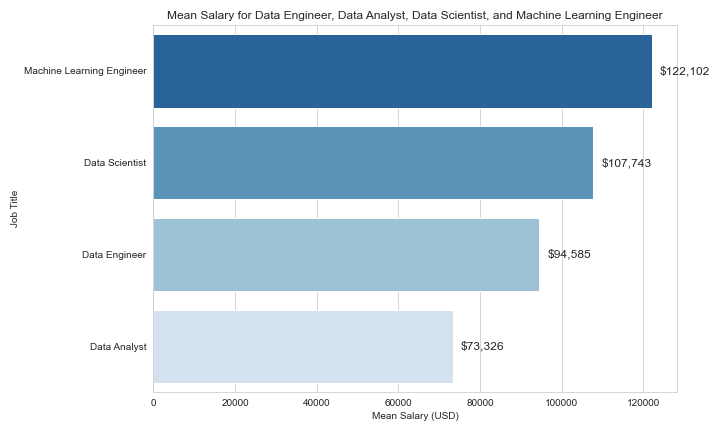 Mean Salary for Data Engineer, Data Analyst, Data Scientist, and Machine Learning Engineer
Job Title
Machine Learning Engineer
$122,102
Data Scientist
$107,743
Data Engineer
$94,585
Data Analyst
$73,326
0 20000 40000 60000 80000 100000 120000
Mean Salary (USD)